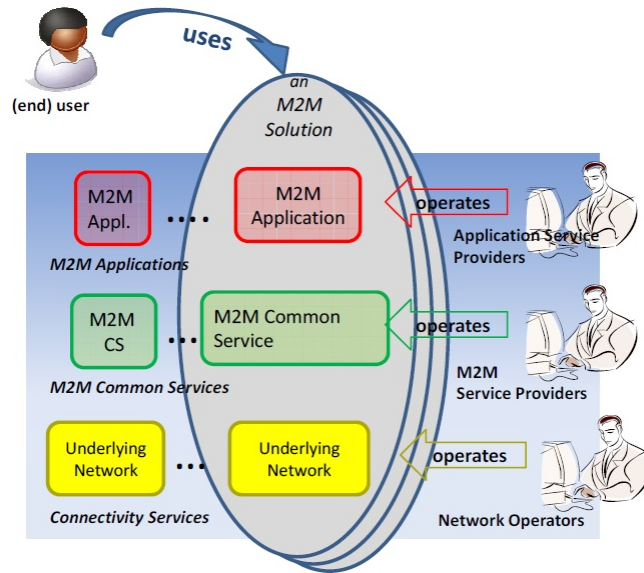 uses
(end) user
an
M2M
Solution
M2M
Appl.
....
M2M
Application
operates
Application Service
Providers
M2M Applications
M2M
CS
...
M2M Common
Service
operates
M2M
Service Providers
M2M Common Services
Underlying
Network
...
Underlying
Network
operates
Network Operators
Connectivity Services